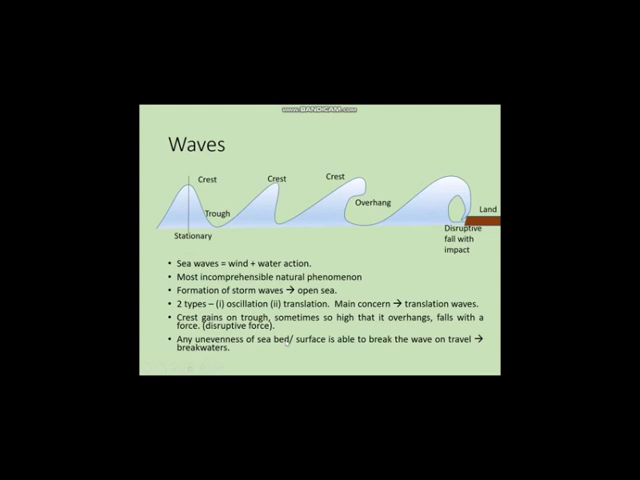 www.BANDICAM.com
Waves
Crest
Crest
Crest
Trough
Overhang
Land
Stationary
Disruptive
fall with
impact
• Sea waves = wind + water action.
• Most incomprehensible natural phenomenon
• Formation of storm waves → open sea.
• 2 types – (i) oscillation (ii) translation. Main concern → translation waves.
• Crest gains on trough, sometimes so high that it overhangs, falls with a
force. (disruptive force).
• Any unevenness of sea bed/ surface is able to break the wave on travel →
breakwaters.